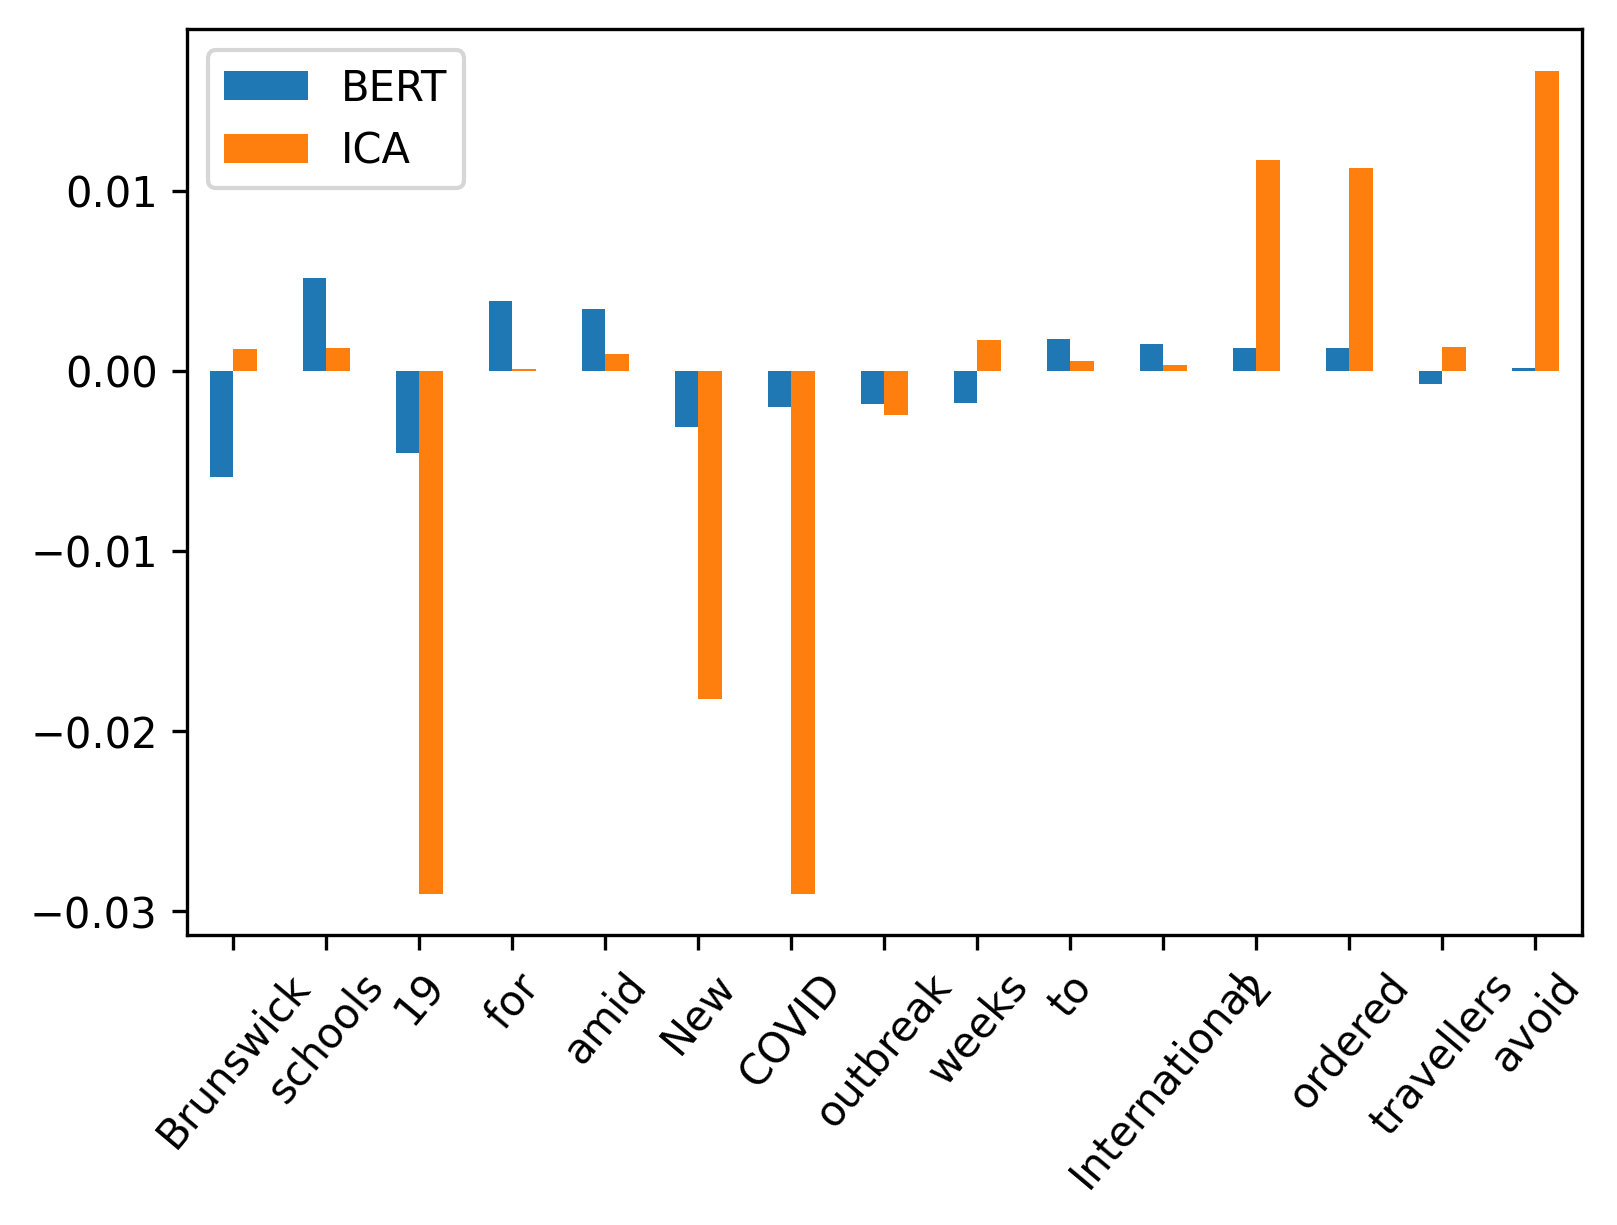 BERT
ICA
0.01
0.00
−0.01
−0.02
−0.03
Brunswick
schools
19
for
amid
New
COVID
outbreak
weeks
to
International
2
ordered
travellers
avoid